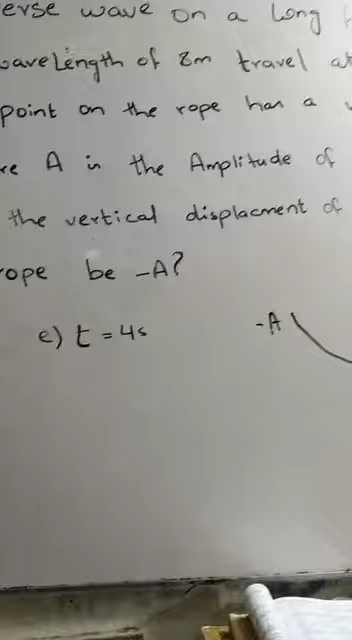 erse wave on a long
wavelength of 8m travel at
point on the rope has a
re A is the Amplitude of
the vertical displacment of
rope be -A?
e) t = 4s
-A